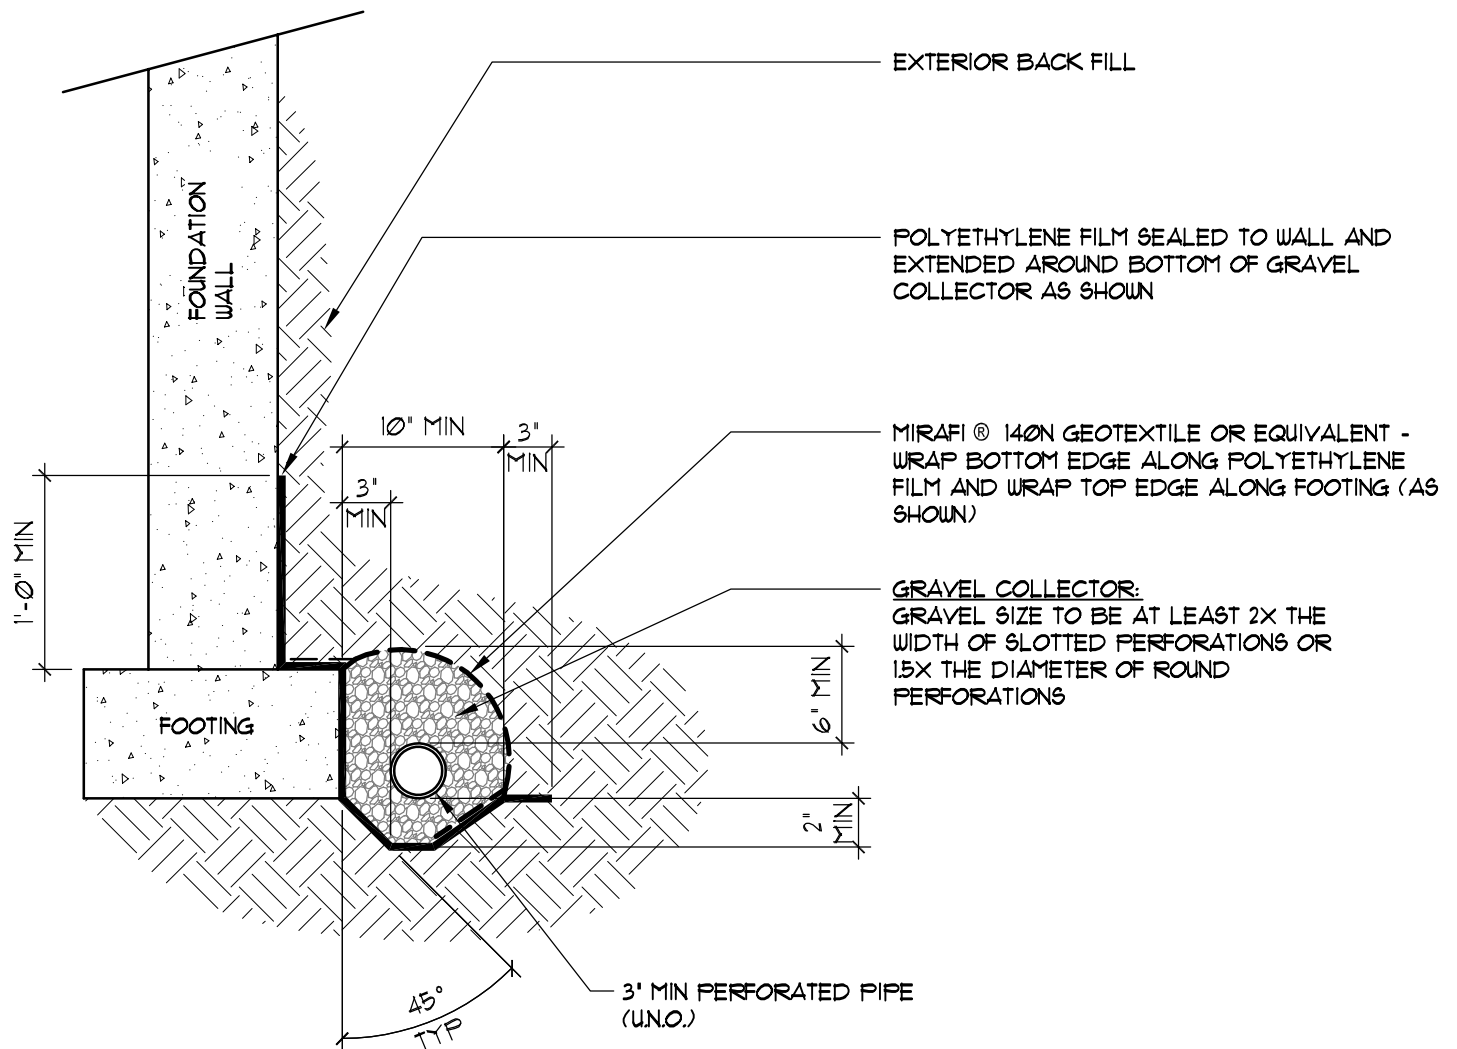 EXTERIOR BACK FILL
POLYETHYLENE FILM SEALED TO WALL AND
EXTENDED AROUND BOTTOM OF GRAVEL
COLLECTOR AS SHOWN
FOUNDATION
WALL
10" MIN
3"
MIN
3"
MIN
1'-0" MIN
MIRAFI ® 140N GEOTEXTILE OR EQUIVALENT -
WRAP BOTTOM EDGE ALONG POLYETHYLENE
FILM AND WRAP TOP EDGE ALONG FOOTING (AS
SHOWN)
GRAVEL COLLECTOR:
GRAVEL SIZE TO BE AT LEAST 2X THE
WIDTH OF SLOTTED PERFORATIONS OR
1.5X THE DIAMETER OF ROUND
PERFORATIONS
6" MIN
FOOTING
2"
MIN
45°
TYP
3" MIN PERFORATED PIPE
(U.N.O.)